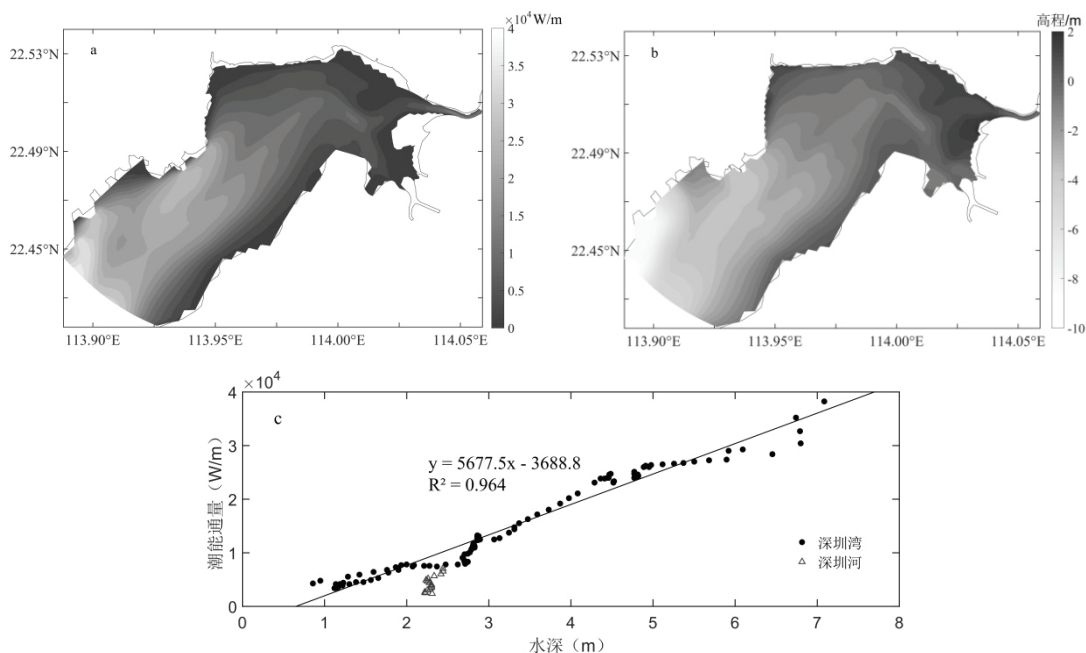 a
×10⁴W/m
22.53°N
22.49°N
22.45°N
113.90°E
113.95°E
114.00°E
114.05°E
4
3.5
3
2.5
2
1.5
1
0.5
0
b
高程/m
22.53°N
22.49°N
22.45°N
113.90°E
113.95°E
114.00°E
114.05°E
2
0
-2
-4
-6
-8
-10
×10⁴
c
潮能通量（W/m）
4
3
2
1
0
y = 5677.5x - 3688.8
R² = 0.964
深圳湾
深圳河
0 1 2 3 4 5 6 7 8
水深（m）